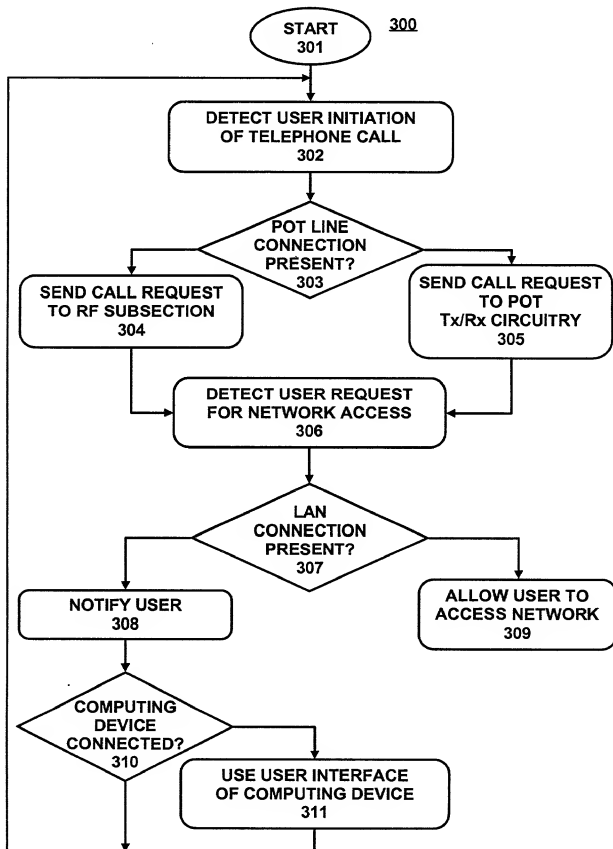 START
301
300
DETECT USER INITIATION
OF TELEPHONE CALL
302
POT LINE
CONNECTION
PRESENT?
303
SEND CALL REQUEST
TO RF SUBSECTION
304
SEND CALL REQUEST
TO POT
Tx/Rx CIRCUITRY
305
DETECT USER REQUEST
FOR NETWORK ACCESS
306
LAN
CONNECTION
PRESENT?
307
NOTIFY USER
308
ALLOW USER TO
ACCESS NETWORK
309
COMPUTING
DEVICE
CONNECTED?
310
USE USER INTERFACE
OF COMPUTING DEVICE
311